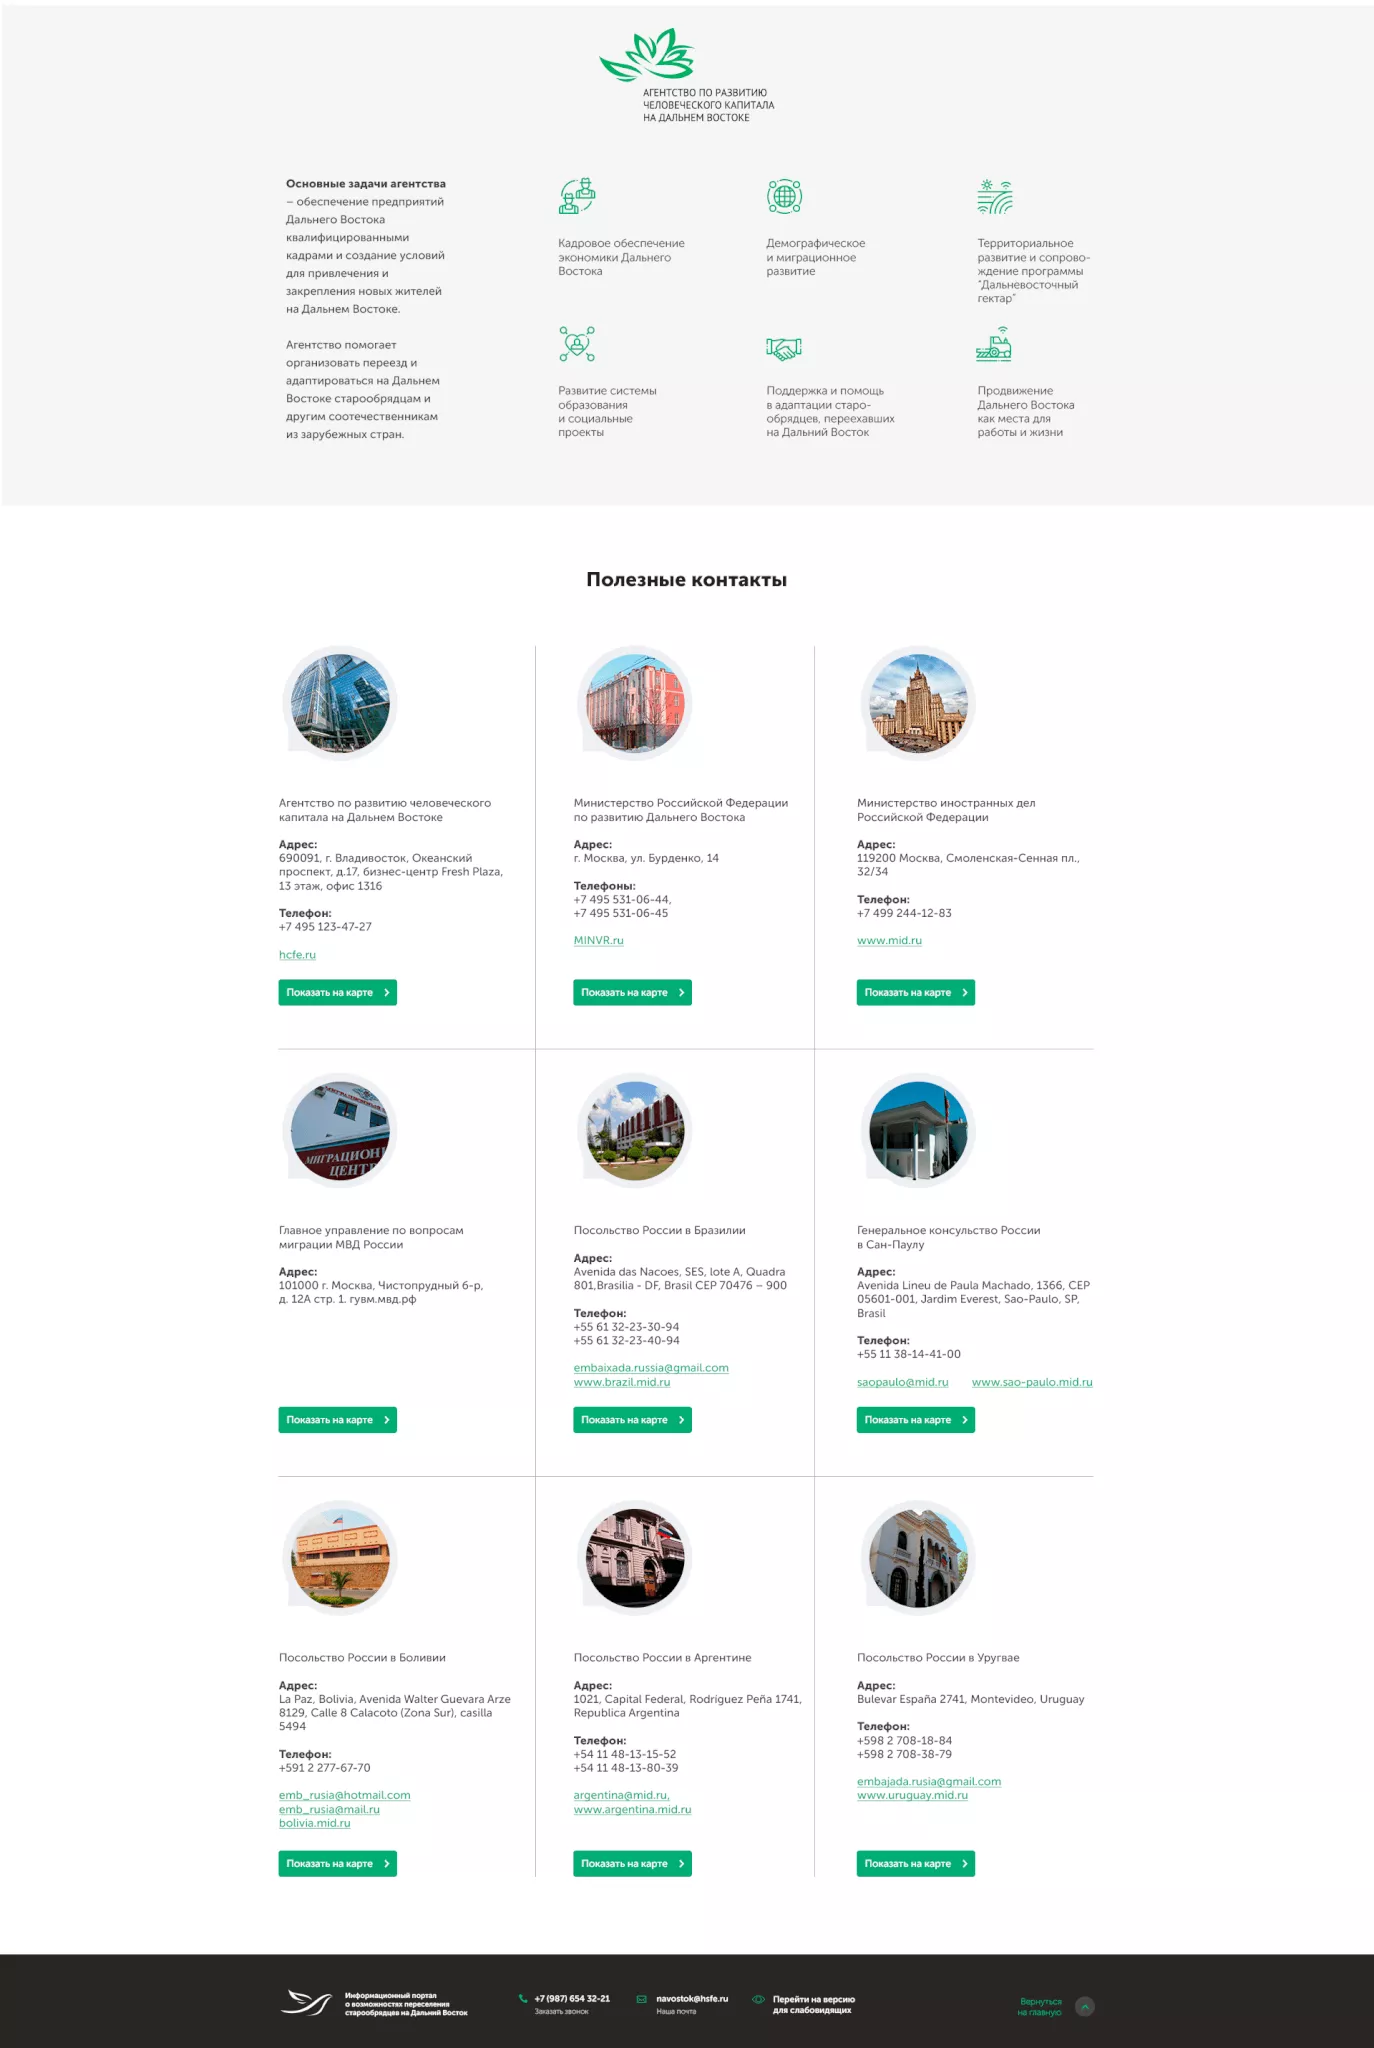 АГЕНТСТВО ПО РАЗВИТИЮ
ЧЕЛОВЕЧЕСКОГО КАПИТАЛА
НА ДАЛЬНЕМ ВОСТОКЕ
Основные задачи агентства
– обеспечение предприятий
Дальнего Востока
квалифицированными
кадрами и создание условий
для привлечения и
закрепления новых жителей
на Дальнем Востоке.
Агентство помогает
организовать переезд и
адаптироваться на Дальнем
Востоке старообрядцам и
другим соотечественникам
из зарубежных стран.
Кадровое обеспечение
экономики Дальнего
Востока
Демографическое
и миграционное
развитие
Территориальное
развитие и сопрово-
ждение программы
"Дальневосточный
гектар"
Развитие системы
образования
и социальные
проекты
Поддержка и помощь
в адаптации старо-
обрядцев, переехавших
на Дальний Восток
Продвижение
Дальнего Востока
как места для
работы и жизни
Полезные контакты
Агентство по развитию человеческого
капитала на Дальнем Востоке
Адрес:
690091, г. Владивосток, Океанский
проспект, д.17, бизнес-центр Fresh Plaza,
13 этаж, офис 1316
Телефон:
+7 495 123-47-27
hcfe.ru
Показать на карте
Министерство Российской Федерации
по развитию Дальнего Востока
Адрес:
г. Москва, ул. Бурденко, 14
Телефоны:
+7 495 531-06-44,
+7 495 531-06-45
MINVR.ru
Показать на карте
Министерство иностранных дел
Российской Федерации
Адрес:
119200 Москва, Смоленская-Сенная пл.,
32/34
Телефон:
+7 499 244-12-83
www.mid.ru
Показать на карте
МИГРАЦИОН
ЦЕНТР
Главное управление по вопросам
миграции МВД России
Адрес:
101000 г. Москва, Чистопрудный б-р,
д. 12А стр. 1. гувм.мвд.рф
Показать на карте
Посольство России в Бразилии
Адрес:
Avenida das Nacoes, SES, lote A, Quadra
801,Brasilia - DF, Brasil CEP 70476 – 900
Телефон:
+55 61 32-23-30-94
+55 61 32-23-40-94
embaixada.russia@gmail.com
www.brazil.mid.ru
Показать на карте
Генеральное консульство России
в Сан-Паулу
Адрес:
Avenida Lineu de Paula Machado, 1366, CEP
05601-001, Jardim Everest, Sao-Paulo, SP,
Brasil
Телефон:
+55 11 38-14-41-00
saopaulo@mid.ru www.sao-paulo.mid.ru
Показать на карте
Посольство России в Боливии
Адрес:
La Paz, Bolivia, Avenida Walter Guevara Arze
8129, Calle 8 Calacoto (Zona Sur), casilla
5494
Телефон:
+591 2 277-67-70
emb_rusia@hotmail.com
emb_rusia@mail.ru
bolivia.mid.ru
Показать на карте
Посольство России в Аргентине
Адрес:
1021, Capital Federal, Rodríguez Peña 1741,
Republica Argentina
Телефон:
+54 11 48-13-15-52
+54 11 48-13-80-39
argentina@mid.ru,
www.argentina.mid.ru
Показать на карте
Посольство России в Уругвае
Адрес:
Bulevar España 2741, Montevideo, Uruguay
Телефон:
+598 2 708-18-84
+598 2 708-38-79
embajada.rusia@gmail.com
www.uruguay.mid.ru
Показать на карте
Информационный портал
о возможностях переселения
старообрядцев на Дальний Восток
+7 (987) 654 32-21
Заказать звонок
navostok@hsfe.ru
Наша почта
Перейти на версию
для слабовидящих
Вернуться
на главную